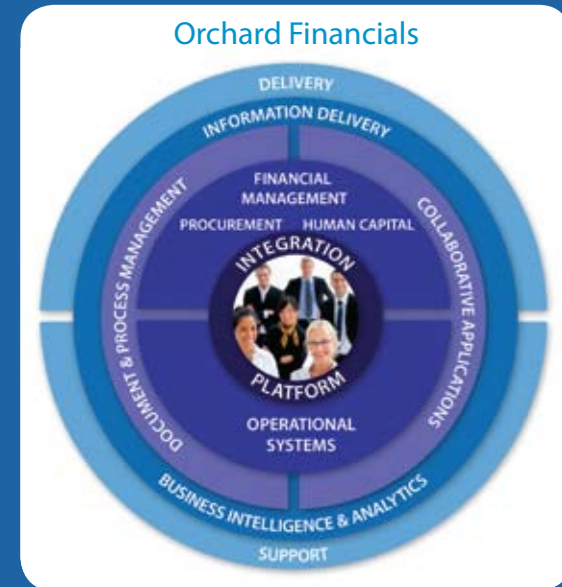 Orchard Financials
DELIVERY
INFORMATION DELIVERY
DOCUMENT & PROCESS MANAGEMENT
COLLABORATIVE APPLICATIONS
FINANCIAL
MANAGEMENT
PROCUREMENT
HUMAN CAPITAL
INTEGRATION
PLATFORM
OPERATIONAL
SYSTEMS
BUSINESS INTELLIGENCE & ANALYTICS
SUPPORT